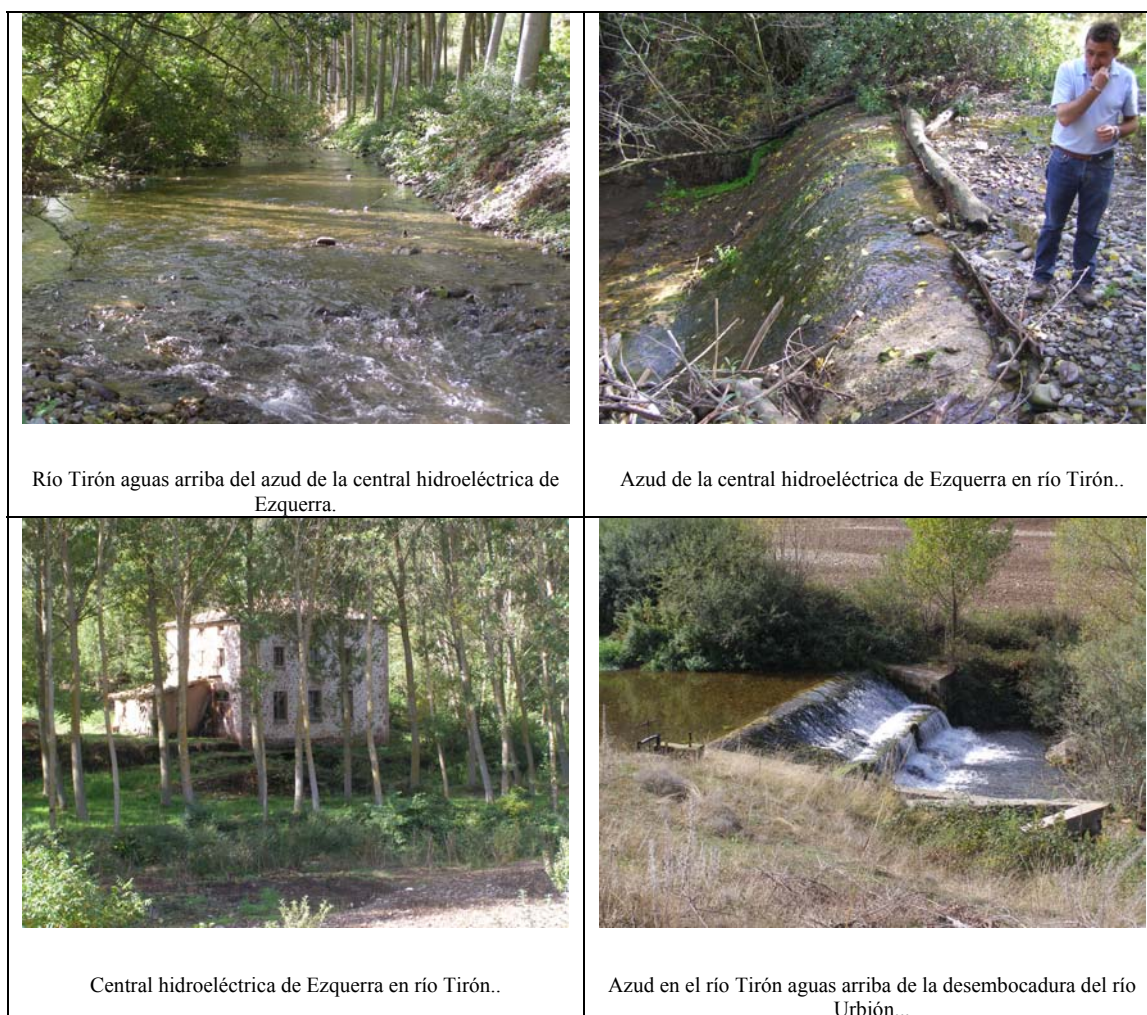 Río Tirón aguas arriba del azud de la central hidroeléctrica de
Ezquerra.
Azud de la central hidroeléctrica de Ezquerra en río Tirón..
Central hidroeléctrica de Ezquerra en río Tirón..
Azud en el río Tirón aguas arriba de la desembocadura del río
Urbión...